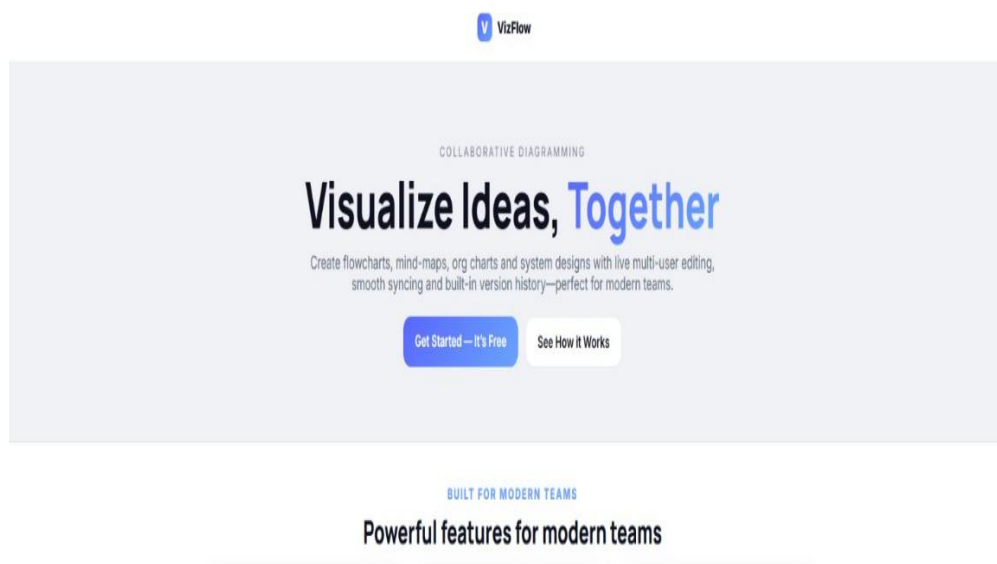 V VizFlow
COLLABORATIVE DIAGRAMMING
Visualize Ideas, Together
Create flowcharts, mind-maps, org charts and system designs with live multi-user editing,
smooth syncing and built-in version history—perfect for modern teams.
Get Started — It's Free
See How it Works
BUILT FOR MODERN TEAMS
Powerful features for modern teams